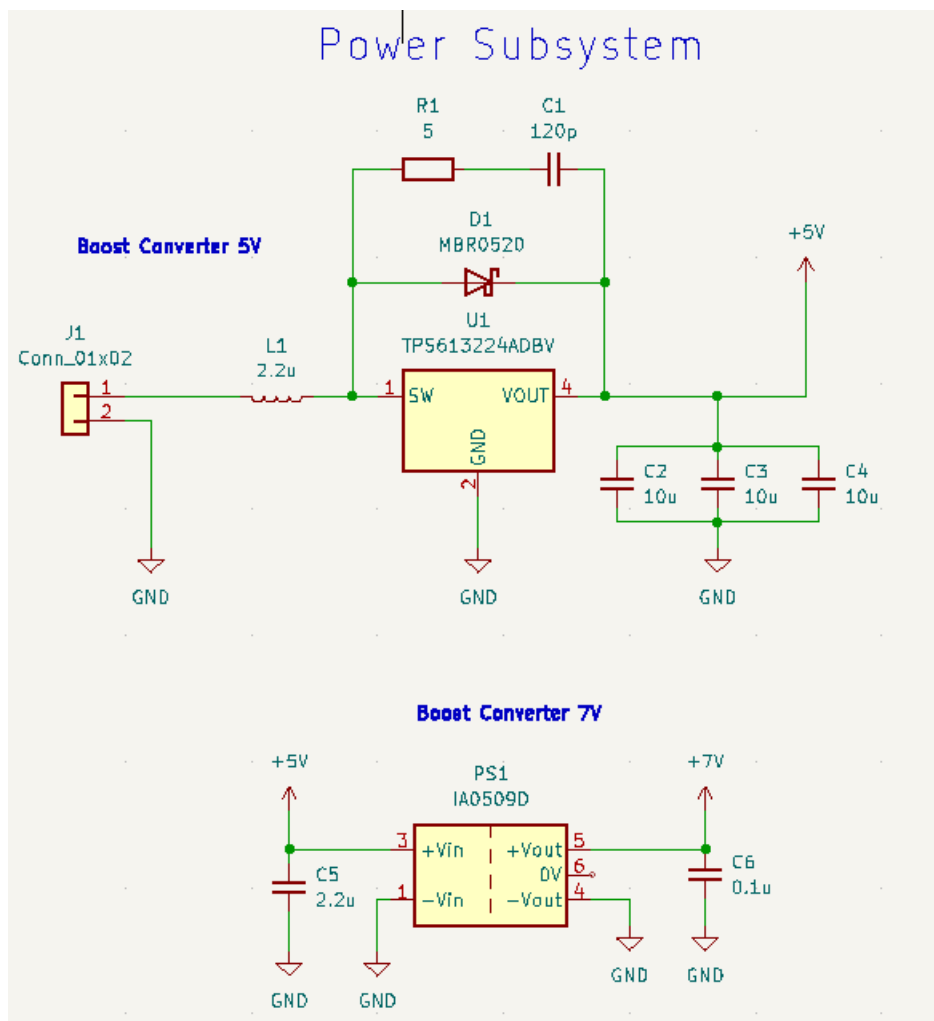 Power Subsystem
R1
5
C1
120p
D1
MBR0520
Boost Converter 5V
+5V
U1
TPS613224ADBV
J1
Conn_01x02
L1
2.2u
1
2
1
SW
VOUT
4
GND
2
C2
10u
C3
10u
C4
10u
GND
GND
GND
Boost Converter 7V
+5V
PS1
IA0509D
+7V
3
+Vin
+Vout
5
0V
6
1
-Vin
-Vout
4
C5
2.2u
C6
0.1u
GND
GND
GND
GND